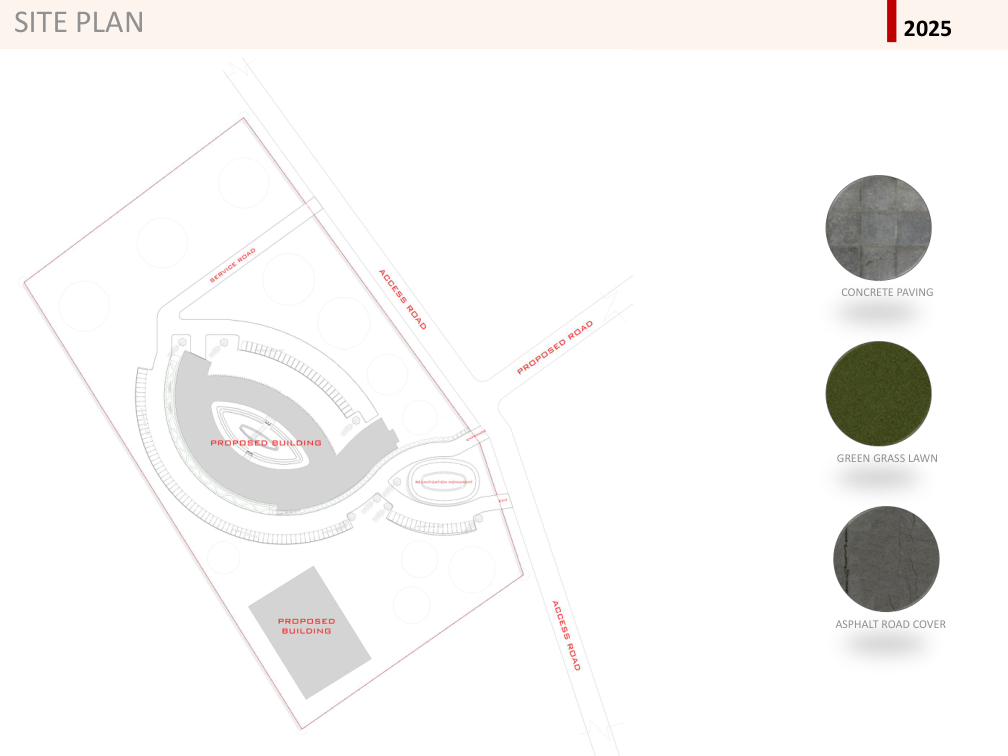 SITE PLAN
2025
SERVICE ROAD
ACCESS ROAD
PROPOSED ROAD
CONCRETE PAVING
PROPOSED BUILDING
GREEN GRASS LAWN
PROPOSED
BUILDING
ACCESS ROAD
ASPHALT ROAD COVER